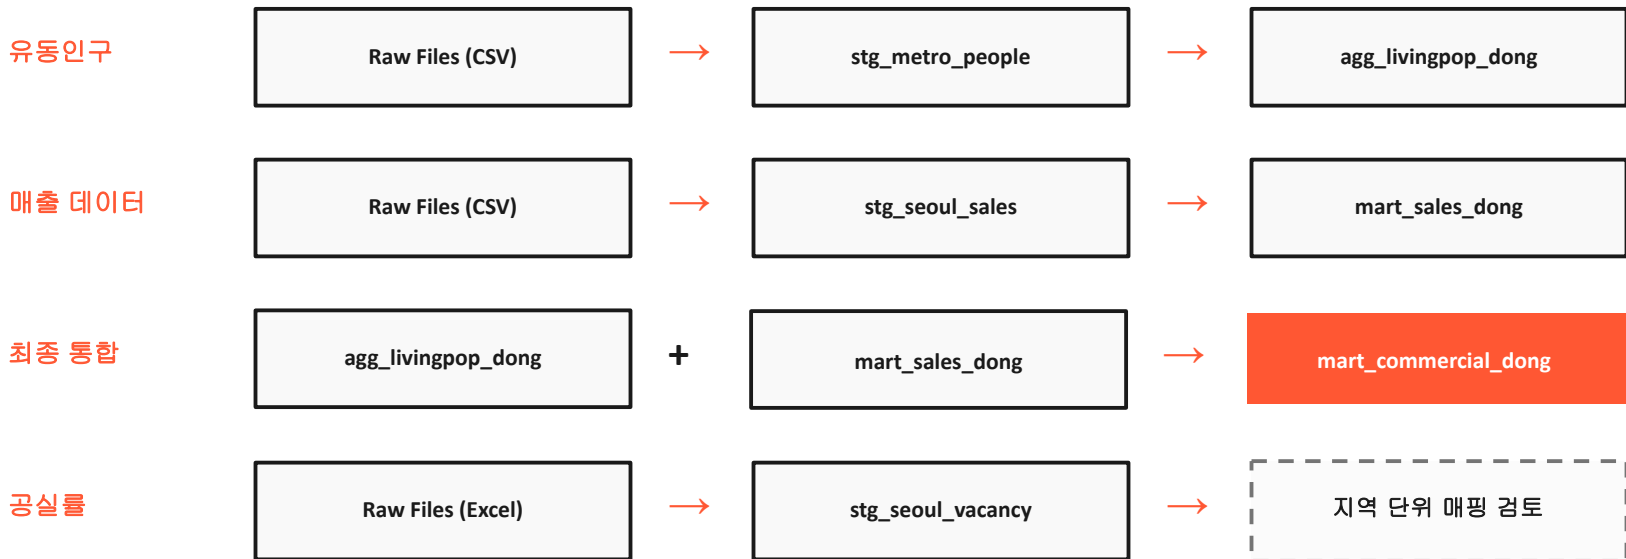 유동인구
Raw Files (CSV)
→
stg_metro_people
→
agg_livingpop_dong
매출 데이터
Raw Files (CSV)
→
stg_seoul_sales
→
mart_sales_dong
최종 통합
agg_livingpop_dong
+
mart_sales_dong
→
mart_commercial_dong
공실률
Raw Files (Excel)
→
stg_seoul_vacancy
→
지역 단위 매핑 검토